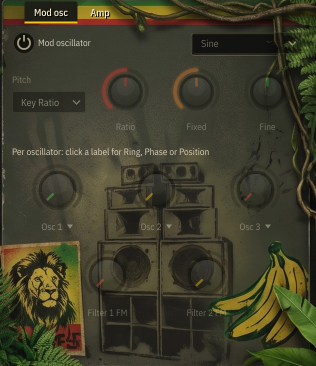 Mod osc Amp
Mod oscillator
Sine
Pitch
Key Ratio
Ratio Fixed Fine
Per oscillator: click a label for Ring, Phase or Position
Osc 1 Osc 2 Osc 3
Filter 1 FM Filter 2 FM